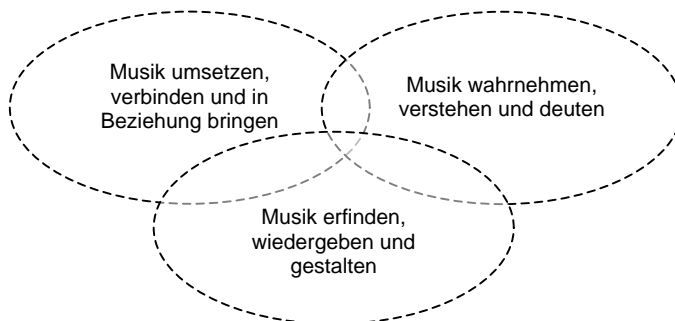 Musik umsetzen,
verbinden und in
Beziehung bringen
Musik wahrnehmen,
verstehen und deuten
Musik erfinden,
wiedergeben und
gestalten